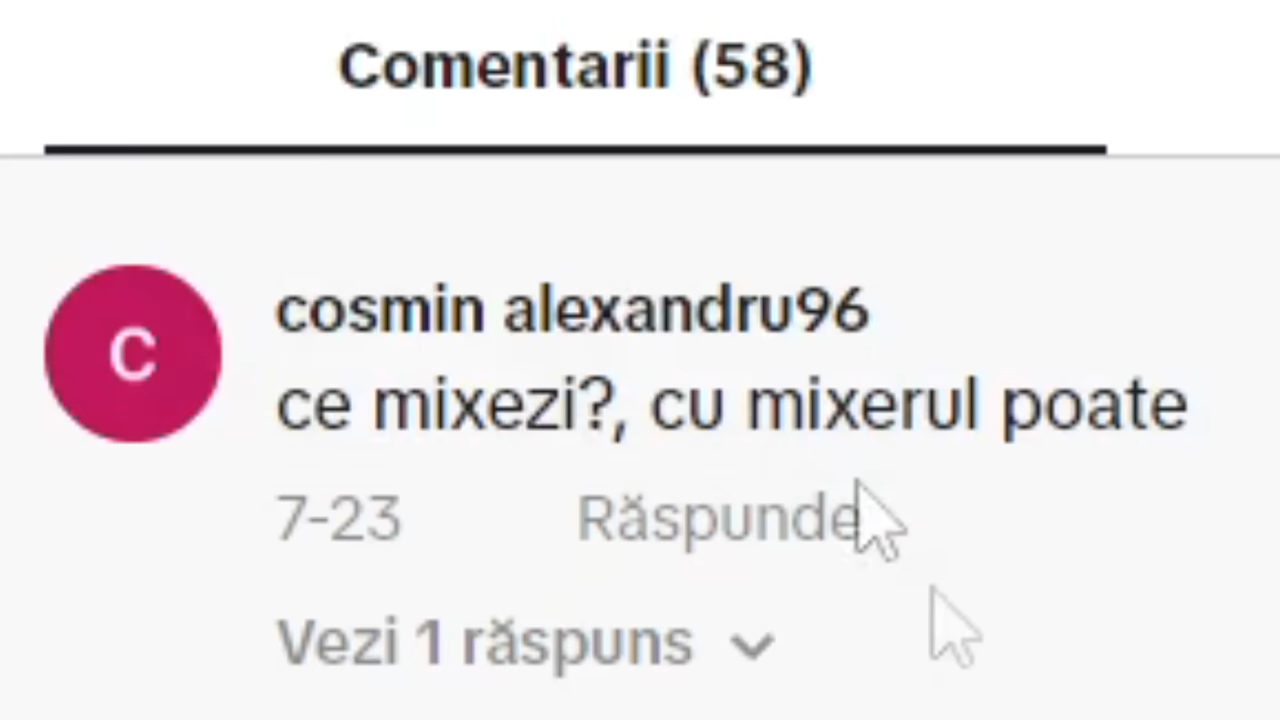 Comentarii (58)
C
cosmin alexandru96
ce mixezi?, cu mixerul poate
7-23 Răspunde
Vezi 1 răspuns